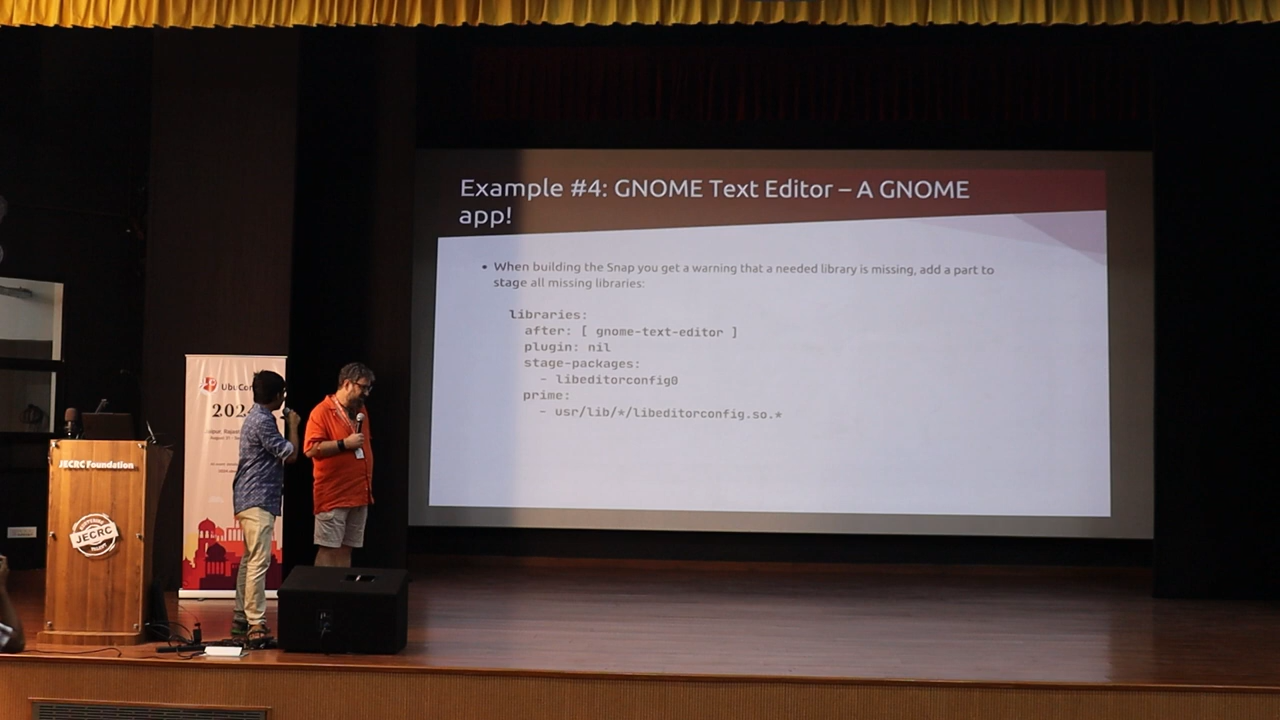 Example #4: GNOME Text Editor – A GNOME
app!
• When building the Snap you get a warning that a needed library is missing, add a part to
stage all missing libraries:
libraries:
after: [ gnome-text-editor ]
plugin: nil
stage-packages:
- libeditorconfig0
prime:
- usr/lib/*/libeditorconfig.so.*
UbuCon
2024
JECRC Foundation
JECRC